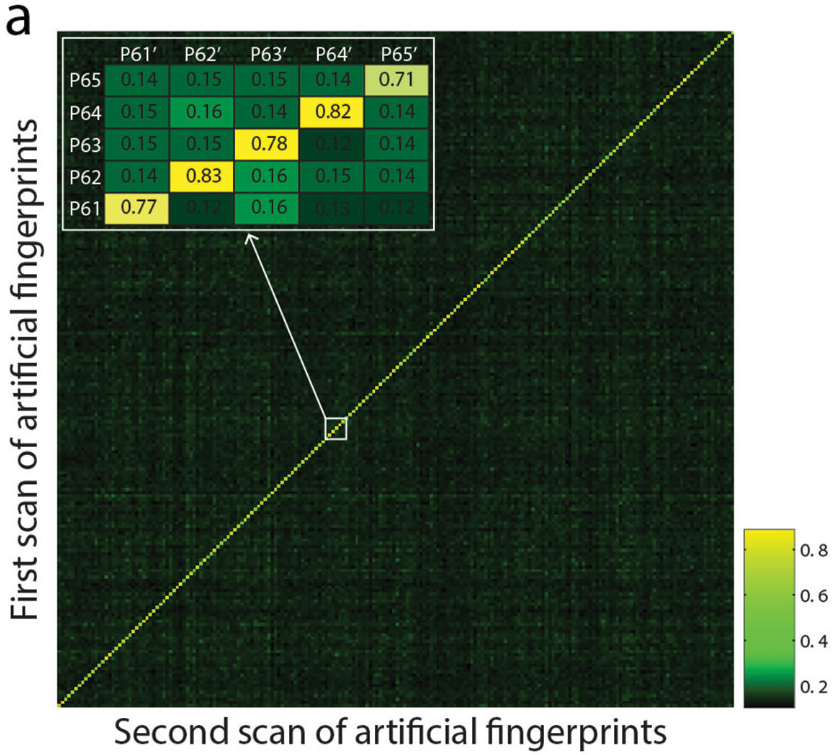 a
First scan of artificial fingerprints
P61’ P62’ P63’ P64’ P65’
P65 0.14 0.15 0.15 0.14 0.71
P64 0.15 0.16 0.14 0.82 0.14
P63 0.15 0.15 0.78 0.12 0.14
P62 0.14 0.83 0.16 0.15 0.14
P61 0.77 0.12 0.16 0.13 0.12
0.8
0.6
0.4
0.2
Second scan of artificial fingerprints